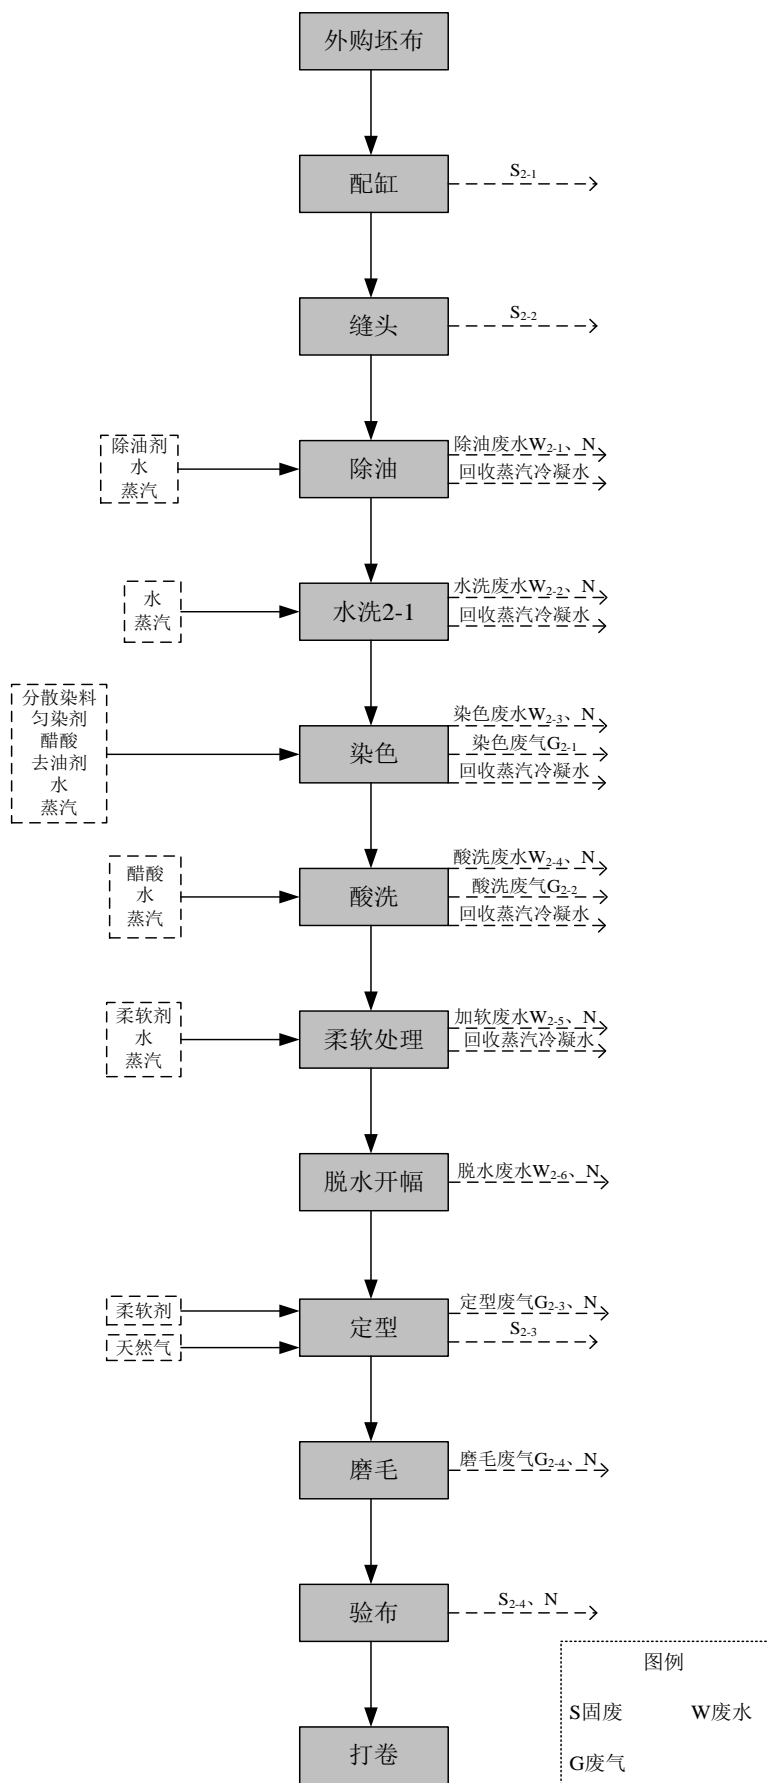 外购坯布
配缸
S2-1
缝头
S2-2
除油剂
水
蒸汽
除油
除油废水W2-1、N
回收蒸汽冷凝水
水
蒸汽
水洗2-1
水洗废水W2-2、N
回收蒸汽冷凝水
分散染料
匀染剂
醋酸
去油剂
水
蒸汽
染色
染色废水W2-3、N
染色废气G2-1
回收蒸汽冷凝水
醋酸
水
蒸汽
酸洗
酸洗废水W2-4、N
酸洗废气G2-2
回收蒸汽冷凝水
柔软剂
水
蒸汽
柔软处理
加软废水W2-5、N
回收蒸汽冷凝水
脱水开幅
脱水废水W2-6、N
柔软剂
天然气
定型
定型废气G2-3、N
S2-3
磨毛
磨毛废气G2-4、N
验布
S2-4、N
打卷
图例
S固废 W废水
G废气